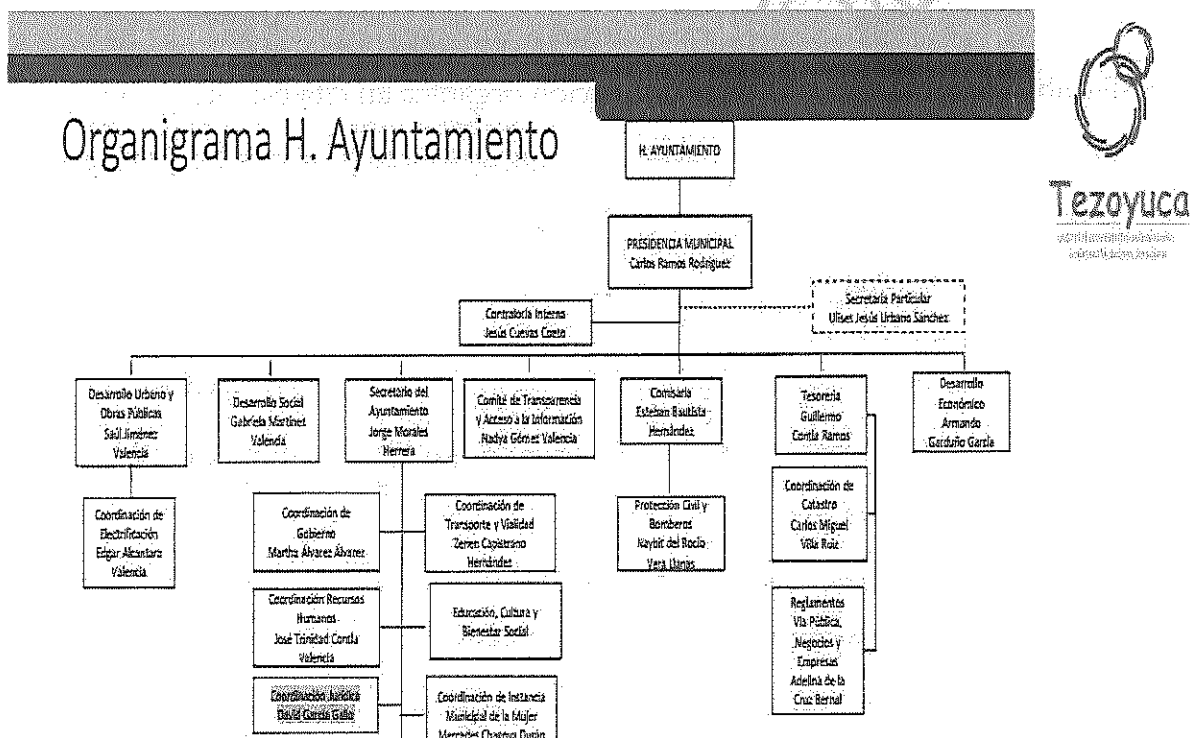 Organigrama H. Ayuntamiento
H. AYUNTAMIENTO
Tezoyuca
PRESIDENCIA MUNICIPAL
Carlos Ramos Rodríguez
Secretaría Particular
Ulises Jesús Urbano Sánchez
Contraloría Interna
Jesús Cuevas
Desarrollo Urbano y
Obras Públicas
Saúl Jiménez
Valencia
Desarrollo Social
Gabriela Martínez
Valencia
Secretario del
Ayuntamiento
Jorge Morales
Herrera
Comité de Transparencia
y Acceso a la Información
Nadya Gómez Valencia
Comisaría
Esteban Bautista
Hernández
Tesorería
Guillermo
Contla Ramos
Desarrollo
Económico
Armando
Garduño García
Coordinación de
Electrificación
Edgar Alcantara
Valencia
Coordinación de
Gobierno
Martha Álvarez Álvarez
Coordinación de
Transporte y Vialidad
Capistrano
Hernández
Protección Civil y
Bomberos
Naybit del Rocío
Vera Llanas
Coordinación de
Catastro
Carlos Miguel
Villa Ruiz
Coordinación Recursos
Humanos
José Trinidad Contla
Valencia
Educación, Cultura y
Bienestar Social
Reglamentos
Vía Pública,
Negocios y
Empresas
Adelina de la
Cruz Bernal
Coordinación Jurídica
David García Gallo
Coordinación de Instancia
Municipal de la Mujer
Mercedes Durán